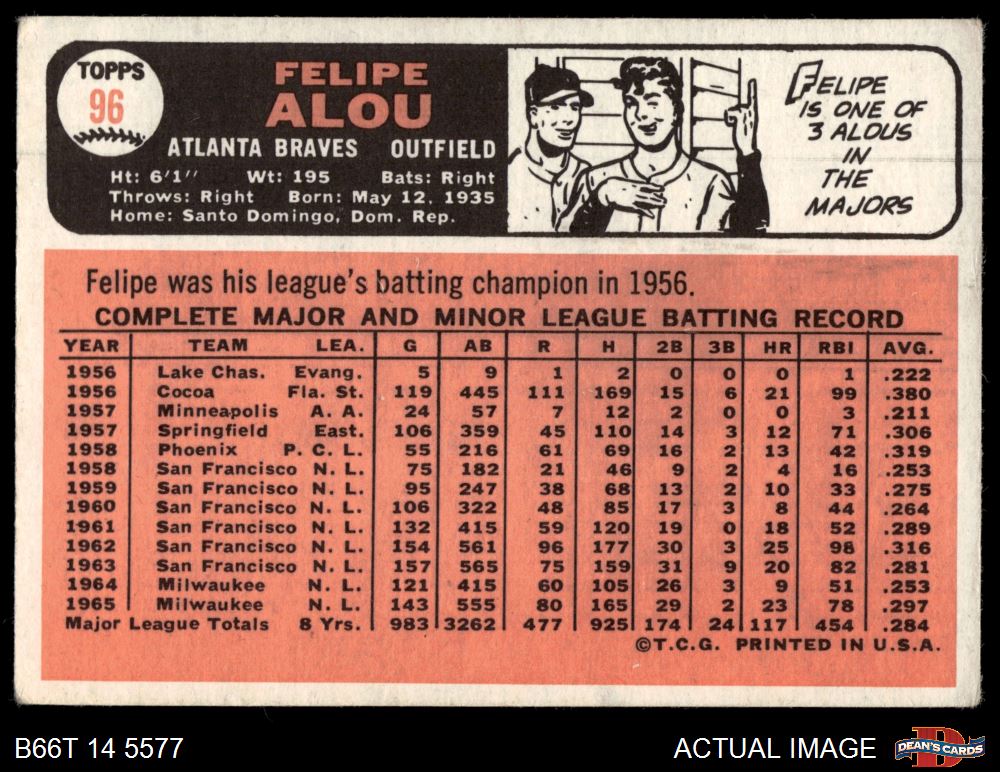 TOPPS
96
FELIPE
ALOU
ATLANTA BRAVES OUTFIELD
Ht: 6'1" Wt: 195 Bats: Right
Throws: Right Born: May 12, 1935
Home: Santo Domingo, Dom. Rep.
FELIPE
IS ONE OF
3 ALOUS
IN
THE
MAJORS
Felipe was his league's batting champion in 1956.
COMPLETE MAJOR AND MINOR LEAGUE BATTING RECORD
YEAR TEAM LEA. G AB R H 2B 3B HR RBI AVG.
1956 Lake Chas. Evang. 5 9 1 2 0 0 0 1 .222
1956 Cocoa Fla. St. 119 445 111 169 15 6 21 99 .380
1957 Minneapolis A. A. 24 57 7 12 2 0 0 3 .211
1957 Springfield East. 106 359 45 110 14 3 12 71 .306
1958 Phoenix P. C. L. 55 216 61 69 16 2 13 42 .319
1958 San Francisco N. L. 75 182 21 46 9 2 4 16 .253
1959 San Francisco N. L. 95 247 38 68 13 2 10 33 .275
1960 San Francisco N. L. 106 322 48 85 17 3 8 44 .264
1961 San Francisco N. L. 132 415 59 120 19 0 18 52 .289
1962 San Francisco N. L. 154 561 96 177 30 3 25 98 .316
1963 San Francisco N. L. 157 565 75 159 31 9 20 82 .281
1964 Milwaukee N. L. 121 415 60 105 26 3 9 51 .253
1965 Milwaukee N. L. 143 555 80 165 29 2 23 78 .297
Major League Totals 8 Yrs. 983 3262 477 925 174 24 117 454 .284
©T.C.G. PRINTED IN U.S.A.
B66T 14 5577 ACTUAL IMAGE D DEAN'S CARDS